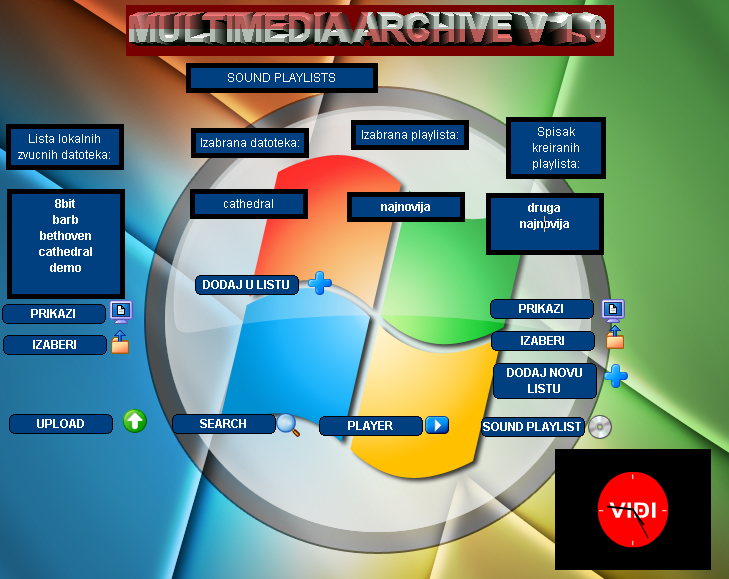 MULTIMEDIA ARCHIVE V 1.0
SOUND PLAYLISTS
Lista lokalnih
zvucnih datoteka:
Izabrana datoteka:
Izabrana playlista:
Spisak
kreiranih
playlista:
8bit
barb
bethoven
cathedral
demo
cathedral
najnovija
druga
najnovija
DODAJ U LISTU
PRIKAZI
IZABERI
PRIKAZI
IZABERI
DODAJ NOVU
LISTU
UPLOAD
SEARCH
PLAYER
SOUND PLAYLIST
VIDI